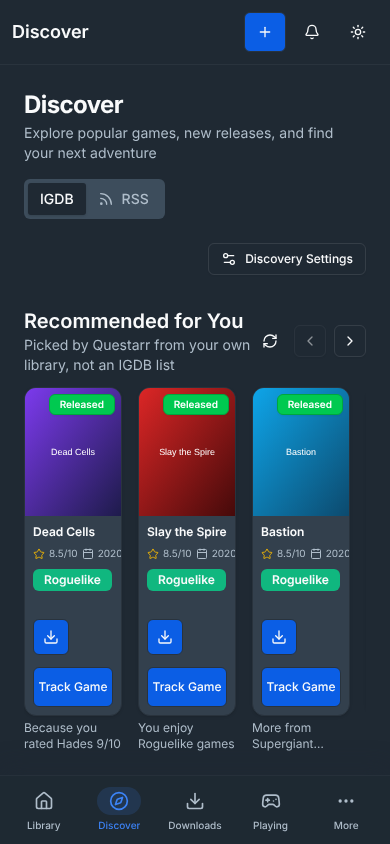 Discover
Discover
Explore popular games, new releases, and find
your next adventure
IGDB
RSS
Discovery Settings
Recommended for You
Picked by Questarr from your own
library, not an IGDB list
Released
Released
Released
Dead Cells
Slay the Spire
Bastion
Dead Cells
Slay the Spire
Bastion
8.5/10 2020
8.5/10 2020
8.5/10 2020
Roguelike
Roguelike
Roguelike
Track Game
Track Game
Track Game
Because you
rated Hades 9/10
You enjoy
Roguelike games
More from
Supergiant...
Library
Discover
Downloads
Playing
More